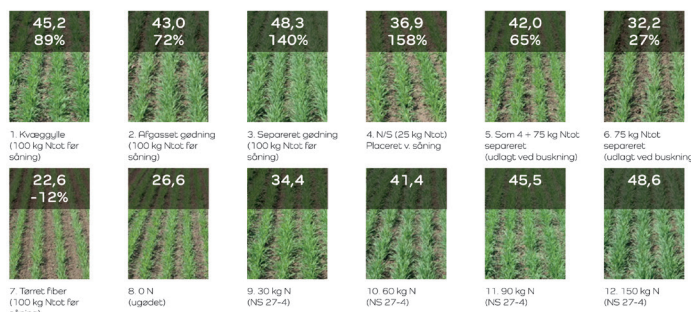 45,2
89%
43,0
72%
48,3
140%
36,9
158%
42,0
65%
32,2
27%
1. Kvæggylle
(100 kg Ntot før
såning)
2. Afgasset gødning
(100 kg Ntot før
såning)
3. Separeret gødning
(100 kg Ntot før
såning)
4. N/S (25 kg Ntot)
Placeret v. såning
5. Som 4 + 75 kg Ntot
separeret
(udlagt ved buskning)
6. 75 kg Ntot
separeret
(udlagt ved buskning
22,6
-12%
26,6
34,4
41,4
45,5
48,6
7. Tørret fiber
(100 kg Ntot før
såning)
8. 0 N
(ugødet)
9. 30 kg N
(NS 27-4)
10. 60 kg N
(NS 27-4)
11. 90 kg N
(NS 27-4)
12. 150 kg N
(NS 27-4)